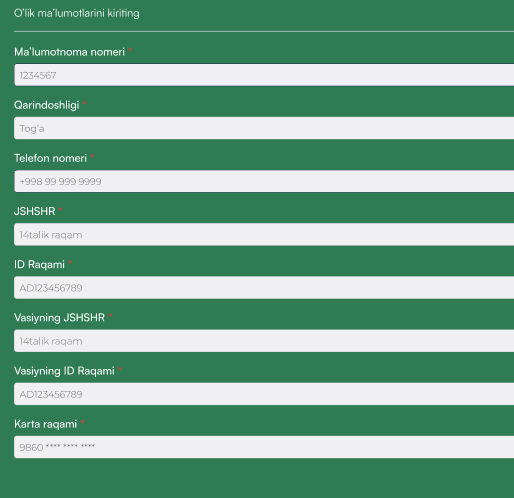 O'lik ma'lumotlarini kiriting
Ma'lumotnoma nomeri *
1234567
Qarindoshligi *
Tog'a
Telefon nomeri *
+998 99 999 9999
JSHSHR *
14talik raqam
ID Raqami *
AD123456789
Vasiyning JSHSHR *
14talik raqam
Vasiyning ID Raqami *
AD123456789
Karta raqami *
9860 **** **** ****